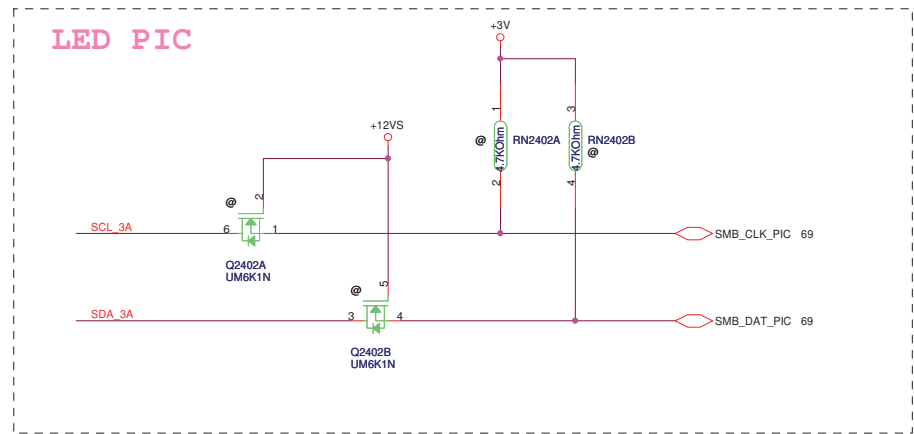 LED PIC
+3V
+12VS
1
3
@
4.7KOhm
RN2402A
4.7KOhm
RN2402B
@
2
4
@
2
SCL_3A
6
1
SMB_CLK_PIC 69
Q2402A
UM6K1N
@
5
SDA_3A
3
4
SMB_DAT_PIC 69
Q2402B
UM6K1N